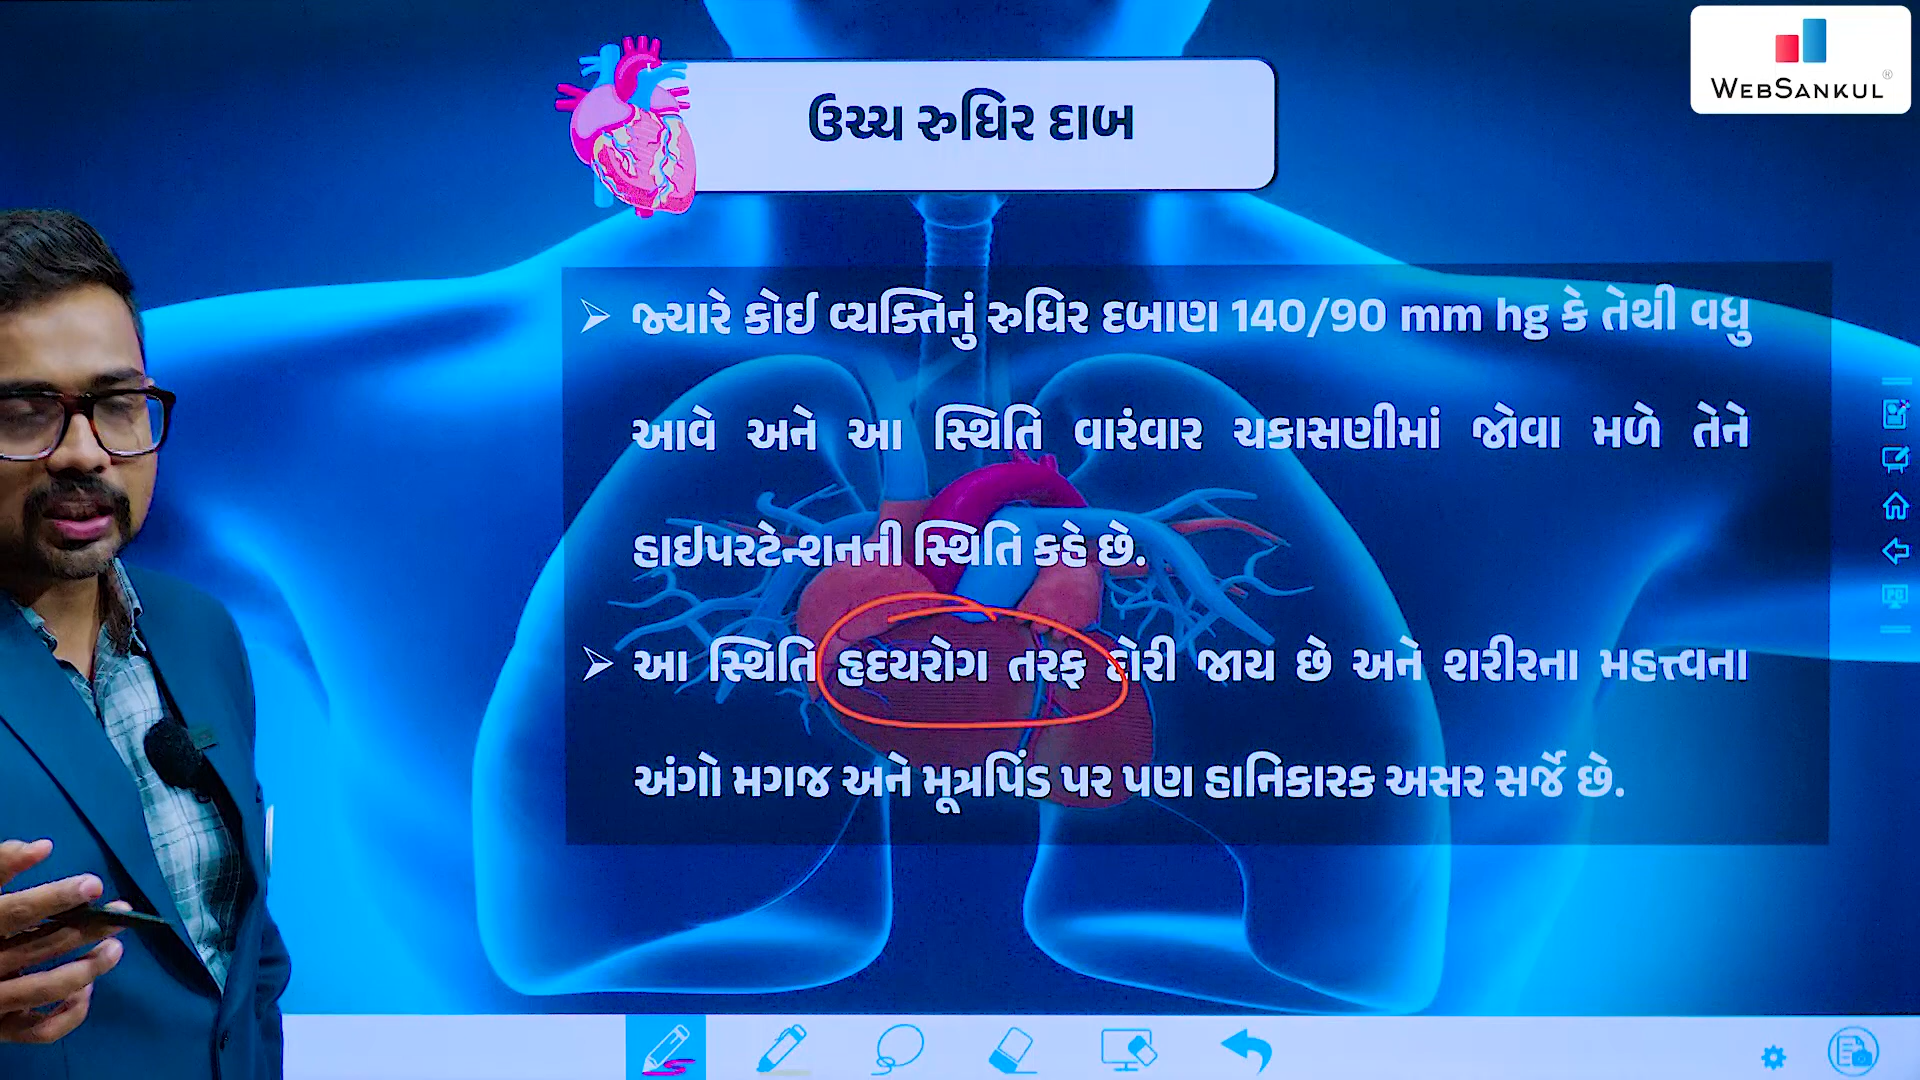 WEBSANKUL
ઉચ્ચ રુધિર દાબ
➢ જ્યારે કોઈ વ્યક્તિનું રુધિર દબાણ 140/90 mm hg કે તેથી વધુ
આવે અને આ સ્થિતિ વારંવાર ચકાસણીમાં જોવા મળે તેને
હાઈપરટેન્શનની સ્થિતિ કહે છે.
➢ આ સ્થિતિ હૃદયરોગ તરફ દોરી જાય છે અને શરીરના મહત્ત્વના
અંગો મગજ અને મૂત્રપિંડ પર પણ હાનિકારક અસર સર્જે છે.